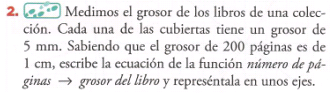 2. Medimos el grosor de los libros de una colec-
ción. Cada una de las cubiertas tiene un grosor de
5 mm. Sabiendo que el grosor de 200 páginas es de
1 cm, escribe la ecuación de la función número de pá-
ginas → grosor del libro y represéntala en unos ejes.